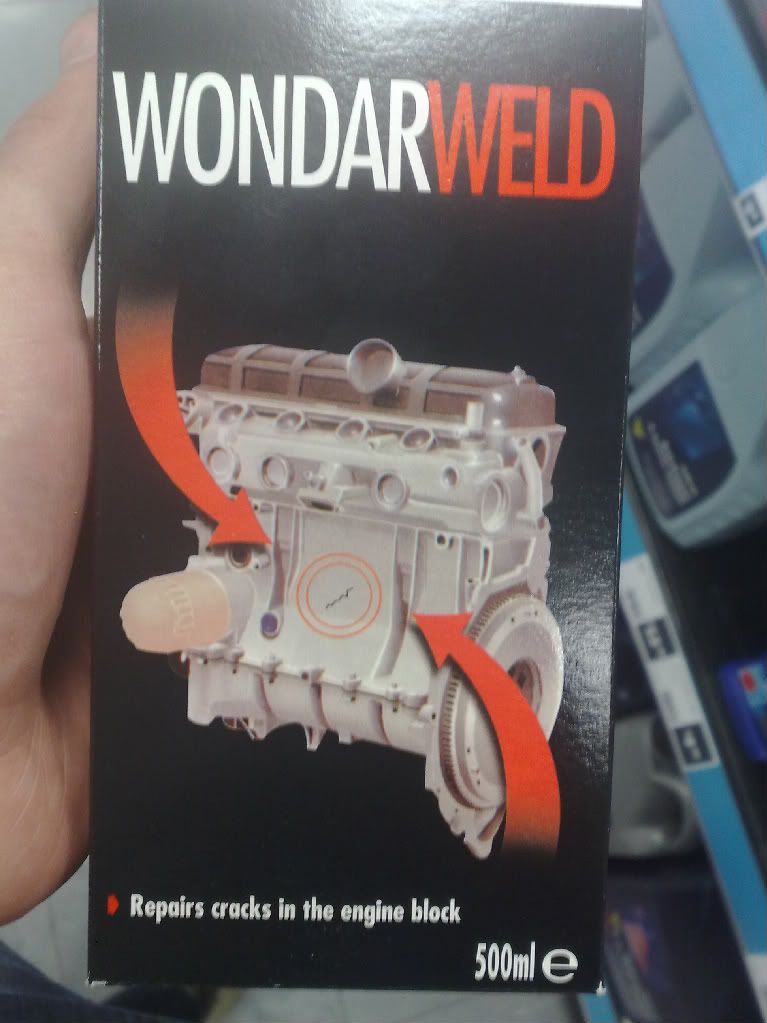 WONDARWELD
Repairs cracks in the engine block
500ml e